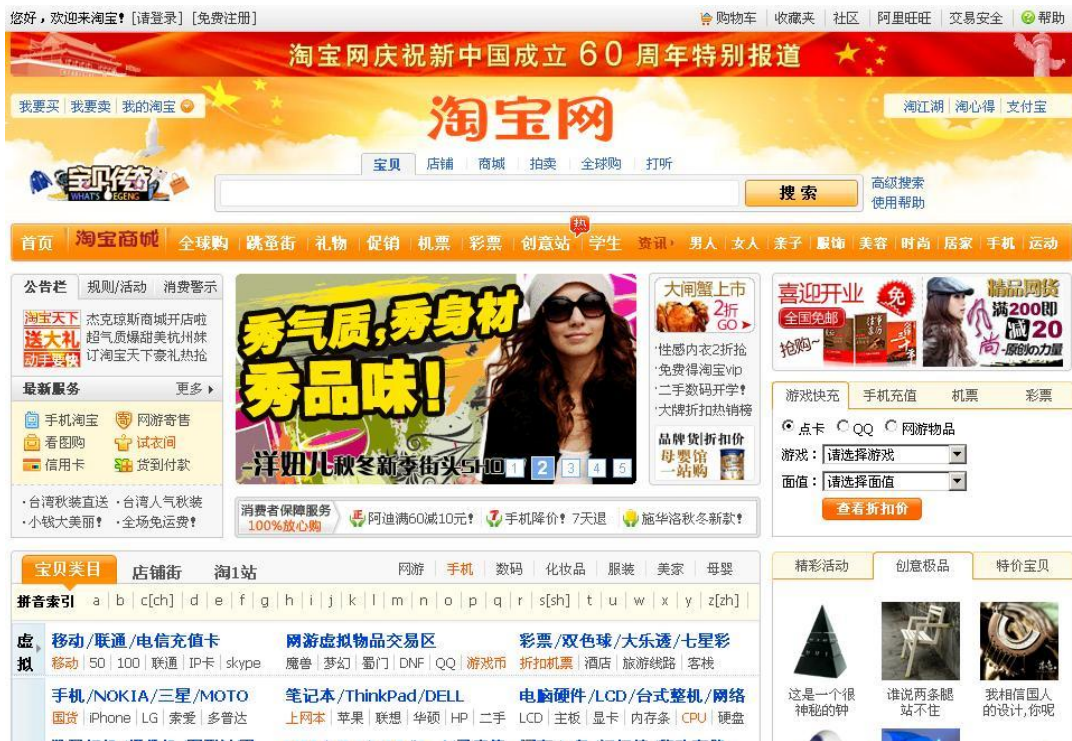 您好，欢迎来淘宝！ [请登录] [免费注册]
购物车 收藏夹 社区 阿里旺旺 交易安全 帮助
淘宝网庆祝新中国成立 60 周年特别报道
我要买 我要卖 我的淘宝
淘宝网
淘江湖 淘心得 支付宝
宝贝 店铺 商城 拍卖 全球购 打听
宝贝传奇
WHAT'S EGENG
搜 索
高级搜索
使用帮助
热
首页 淘宝商城 全球购 跳蚤街 礼物 促销 机票 彩票 创意站 学生 资讯 男人 女人 亲子 服饰 美容 时尚 居家 手机 运动
公告栏 规则/活动 消费警示
淘宝天下
送大礼
动手要快
杰克琼斯商城开店啦
超气质爆甜美杭州妹
订淘宝天下豪礼热抢
最新服务 更多
手机淘宝 网游寄售
看图购 试衣间
信用卡 货到付款
·台湾秋装直送 ·台湾人气秋装
·小钱大美丽！ ·全场免运费！
秀气质,秀身材
秀品味!
-洋妞儿秋冬新季街头SHO
1 2 3 4 5
大闸蟹上市
2折
GO
·性感内衣2折抢
·免费得淘宝vip
·二手数码开学！
·大牌折扣热销榜
品牌货|折扣价
母婴馆
一站购
喜迎开业 免
全国免邮
抢购~
精品网货
满200即
减20
尚-原创的力量
消费者保障服务
100%放心购
阿迪满60减10元！ 手机降价！7天退 施华洛秋冬新款！
游戏快充 手机充值 机票 彩票
点卡 QQ 网游物品
游戏： 请选择游戏
面值： 请选择面值
查看折扣价
宝贝类目 店铺街 淘1站 网游 手机 数码 化妆品 服装 美家 母婴
拼音索引 a b c[ch] d e f g h i j k l m n o p q r s[sh] t u w x y z[zh]
虚拟
移动/联通/电信充值卡
移动 50 100 联通 IP卡 skype
网游虚拟物品交易区
魔兽 梦幻 蜀门 DNF QQ 游戏币
彩票/双色球/大乐透/七星彩
折扣机票 酒店 旅游线路 客栈
手机/NOKIA/三星/MOTO
国货 iPhone LG 索爱 多普达
笔记本/ThinkPad/DELL
上网本 苹果 联想 华硕 HP 二手
电脑硬件/LCD/台式整机/网络
LCD 主板 显卡 内存条 CPU 硬盘
精彩活动 创意极品 特价宝贝
这是一个很
神秘的钟
谁说两条腿
站不住
我相信国人
的设计,你呢